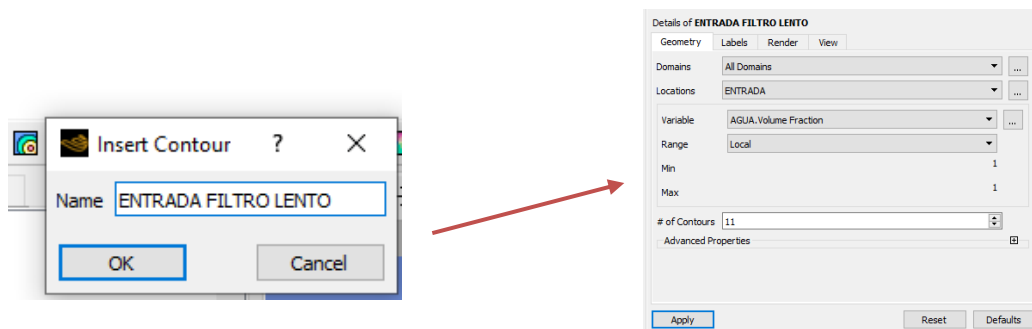 Insert Contour ?
Name ENTRADA FILTRO LENTO
OK Cancel
Details of ENTRADA FILTRO LENTO
Geometry Labels Render View
Domains All Domains ...
Locations ENTRADA ...
Variable AGUA.Volume Fraction ...
Range Local
Min 1
Max 1
# of Contours 11
Advanced Properties
Apply Reset Defaults